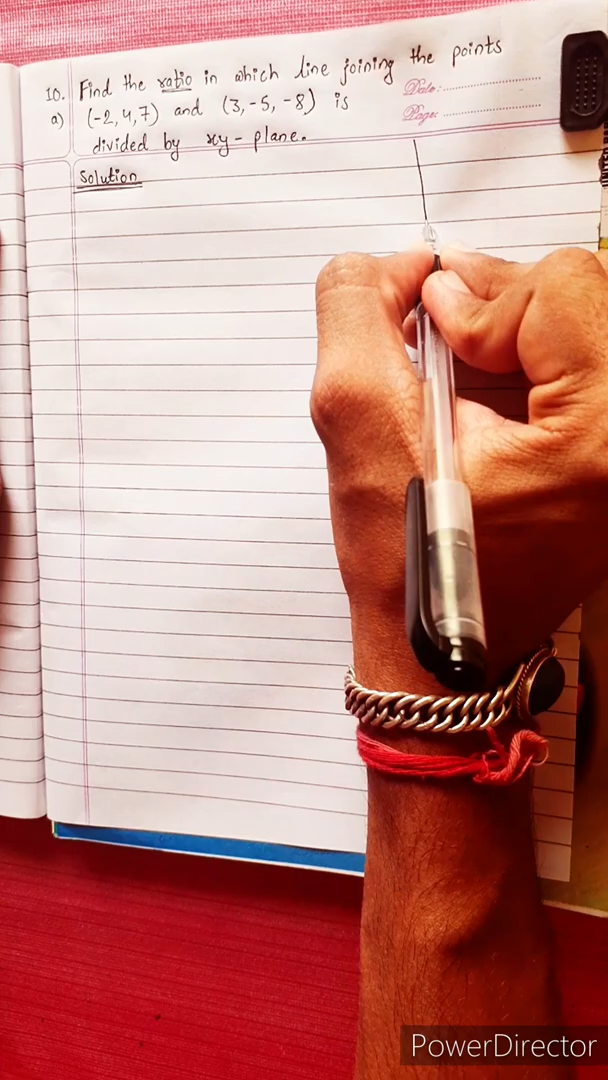 10. Find the ratio in which line joining the points
a) (-2,4,7) and (3,-5,-8) is
divided by xy-plane.
Date:
Page:
Solution
PowerDirector